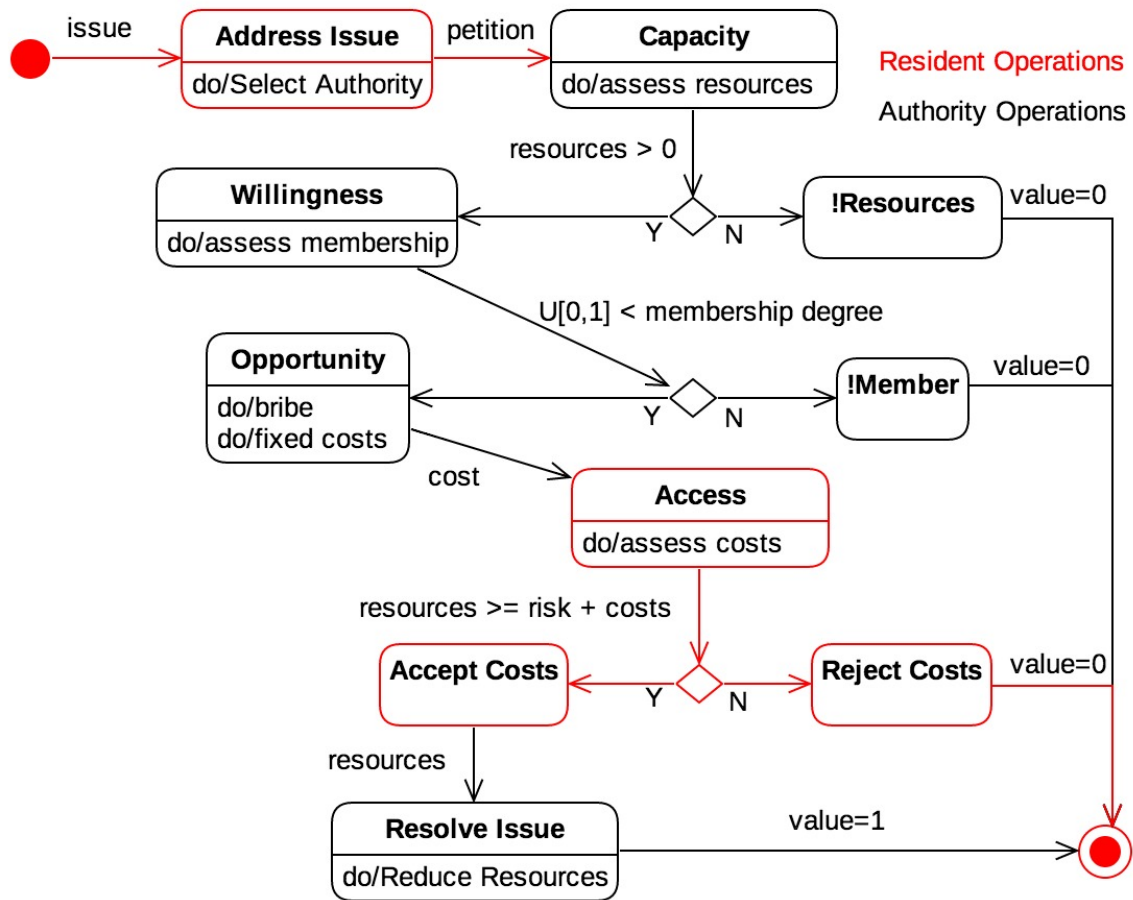 issue
Address Issue
do/Select Authority
petition
Capacity
do/assess resources
Resident Operations
Authority Operations
resources > 0
Willingness
do/assess membership
Y
N
!Resources
value=0
U[0,1] < membership degree
Opportunity
do/bribe
do/fixed costs
Y
N
!Member
value=0
cost
Access
do/assess costs
resources >= risk + costs
Accept Costs
Y
N
Reject Costs
value=0
resources
Resolve Issue
do/Reduce Resources
value=1